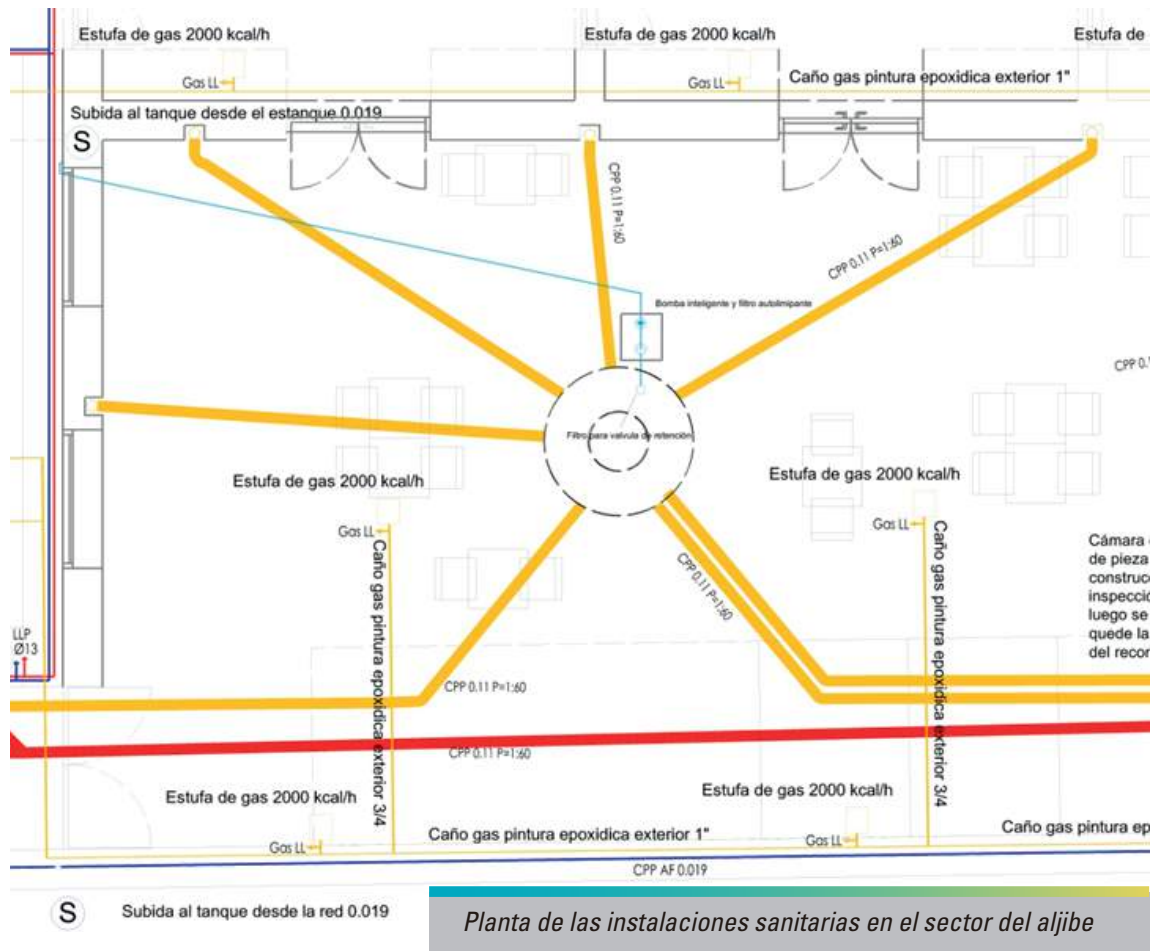 Estufa de gas 2000 kcal/h
Estufa de gas 2000 kcal/h
Estufa de
Gas LL
Gas LL
Caño gas pintura epoxidica exterior 1"
Subida al tanque desde el estanque 0.019
S
CPP 0.11 P=1:60
CPP 0.11 P=1:60
Bomba inteligente y filtro autolimpante
CPP 0.1
Filtro para valvula de retención
Estufa de gas 2000 kcal/h
Estufa de gas 2000 kcal/h
Gas LL
Gas LL
Caño gas pintura epoxidica exterior 3/4
Caño gas pintura epoxidica exterior 3/4
CPP 0.11 P=1:60
Cámara
de pieza
construc
inspecció
luego se
quede la
del recor
LLP
Ø13
CPP 0.11 P=1:60
CPP 0.11 P=1:60
Estufa de gas 2000 kcal/h
Estufa de gas 2000 kcal/h
Gas LL
Caño gas pintura epoxidica exterior 1"
Gas LL
Caño gas pintura ep
CPP AF 0.019
S
Subida al tanque desde la red 0.019
Planta de las instalaciones sanitarias en el sector del aljibe